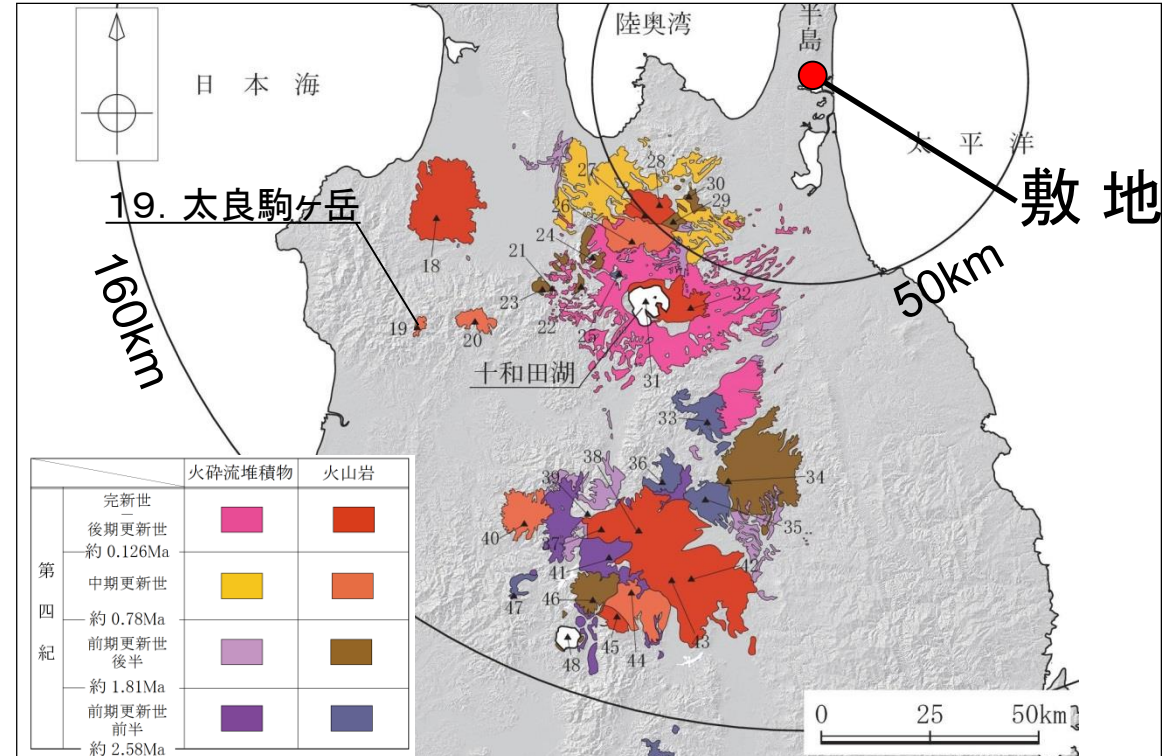 陸奥湾
半島
日本海
太平洋
敷地
19. 太良駒ヶ岳
160km
50km
十和田湖
18
19
20
21
22
23
24
25
26
27
28
29
30
31
32
33
34
35
36
37
38
39
40
41
42
43
44
45
46
47
48
火砕流堆積物 火山岩
第四紀
完新世
―
後期更新世
約 0.126Ma
中期更新世
約 0.78Ma
前期更新世
後半
約 1.81Ma
前期更新世
前半
約 2.58Ma
0 25 50km